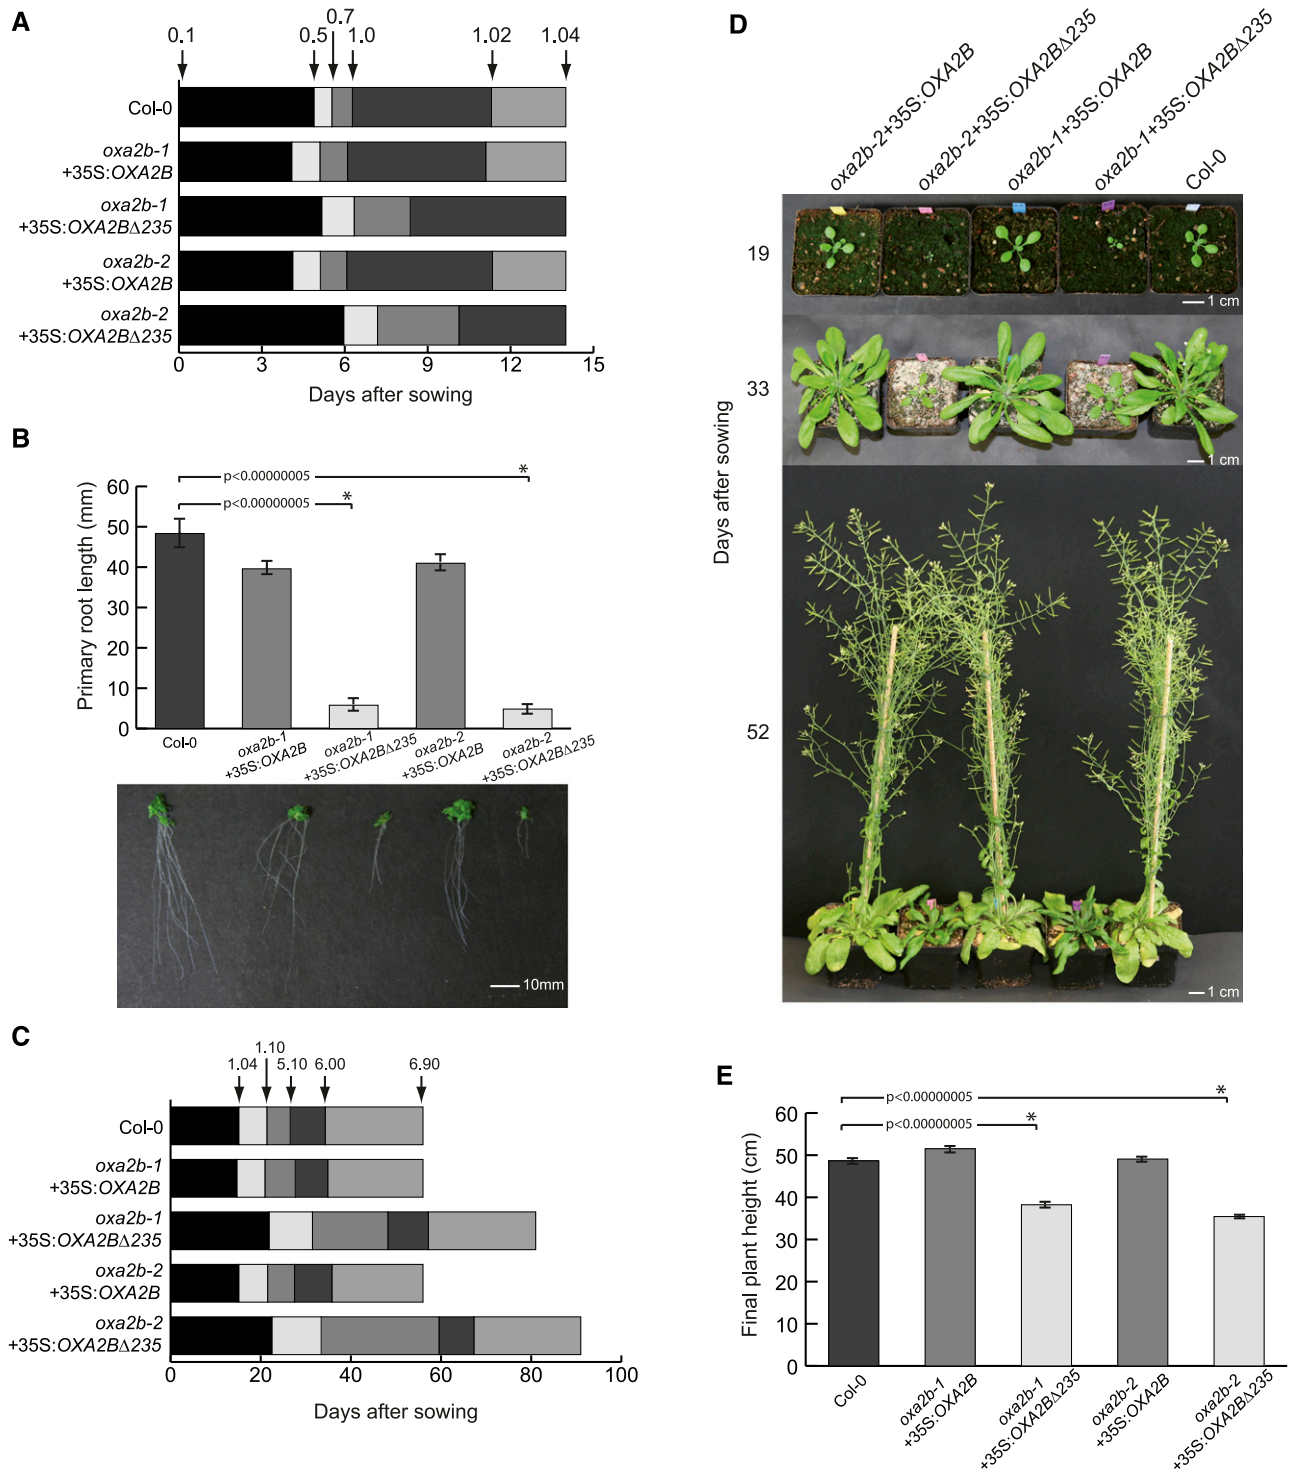 A
0.1
0.5
0.7
1.0
1.02
1.04
Col-0
oxa2b-1
+35S:OXA2B
oxa2b-1
+35S:OXA2BΔ235
oxa2b-2
+35S:OXA2B
oxa2b-2
+35S:OXA2BΔ235
0 3 6 9 12 15
Days after sowing
B
p<0.00000005 *
p<0.00000005 *
60
50
40
30
20
10
0
Primary root length (mm)
Col-0
oxa2b-1
+35S:OXA2B
oxa2b-1
+35S:OXA2BΔ235
oxa2b-2
+35S:OXA2B
oxa2b-2
+35S:OXA2BΔ235
10mm
C
1.04
1.10
5.10
6.00
6.90
Col-0
oxa2b-1
+35S:OXA2B
oxa2b-1
+35S:OXA2BΔ235
oxa2b-2
+35S:OXA2B
oxa2b-2
+35S:OXA2BΔ235
0 20 40 60 80 100
Days after sowing
D
oxa2b-2+35S:OXA2B
oxa2b-2+35S:OXA2BΔ235
oxa2b-1+35S:OXA2B
oxa2b-1+35S:OXA2BΔ235
Col-0
Days after sowing
19
1 cm
33
1 cm
52
1 cm
E
p<0.00000005 *
p<0.00000005 *
60
50
40
30
20
10
0
Final plant height (cm)
Col-0
oxa2b-1
+35S:OXA2B
oxa2b-1
+35S:OXA2BΔ235
oxa2b-2
+35S:OXA2B
oxa2b-2
+35S:OXA2BΔ235